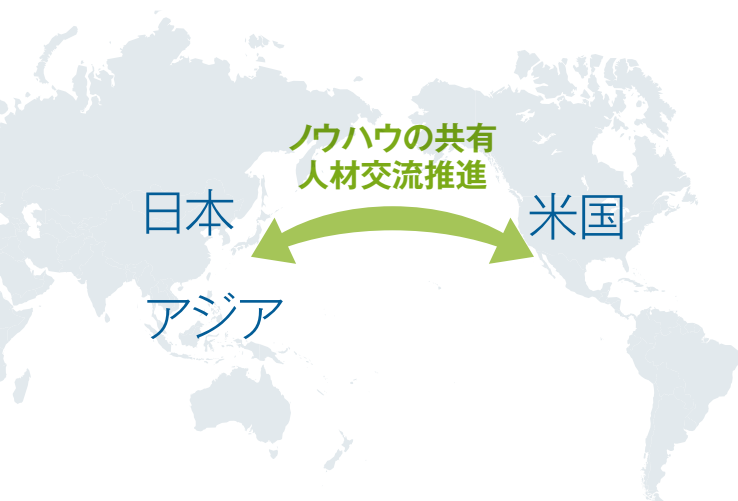 ノウハウの共有
人材交流推進
日本
米国
アジア